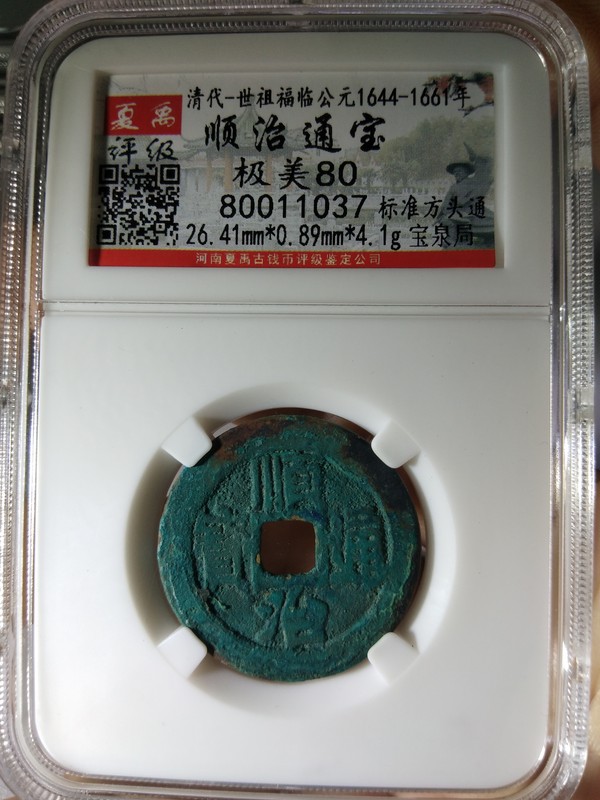 夏禹
评级
清代-世祖福临公元1644-1661年
顺治通宝
极美80
80011037 标准方头通
26.41mm*0.89mm*4.1g 宝泉局
河南夏禹古钱币评级鉴定公司
順
治
通